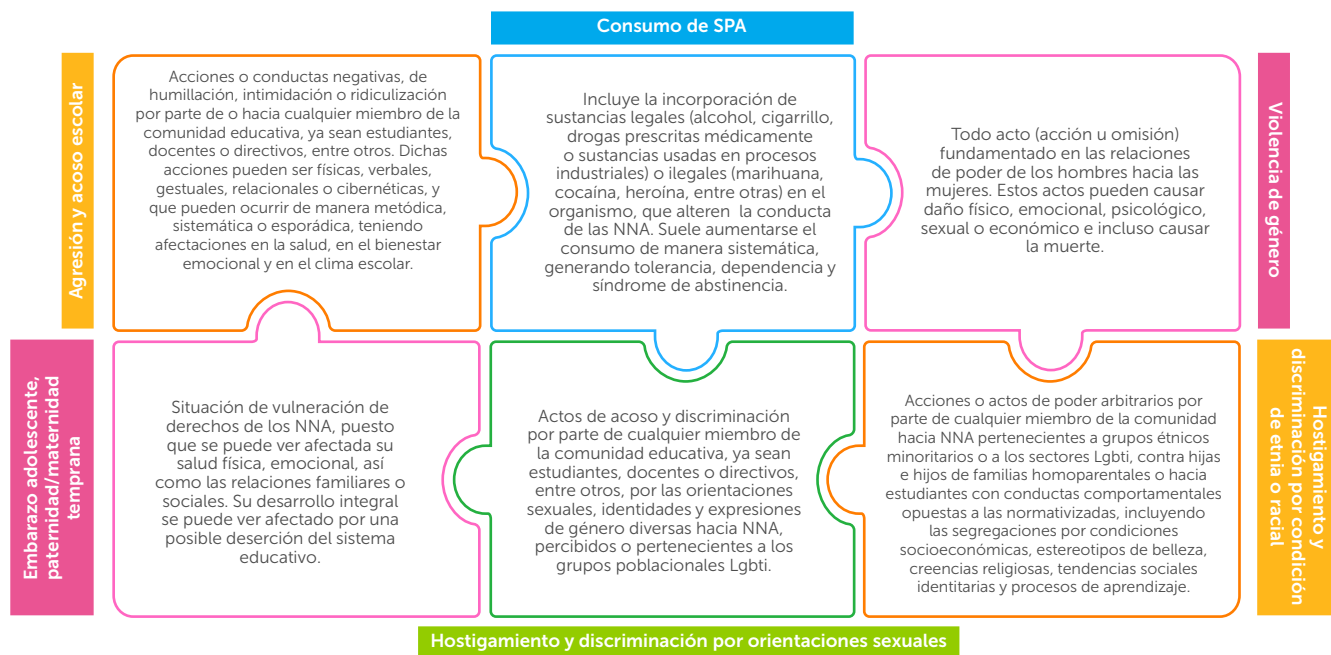 Consumo de SPA
Agresión y acoso escolar
Acciones o conductas negativas, de
humillación, intimidación o ridiculización
por parte de o hacia cualquier miembro de la
comunidad educativa, ya sean estudiantes,
docentes o directivos, entre otros. Dichas
acciones pueden ser físicas, verbales,
gestuales, relacionales o cibernéticas, y
que pueden ocurrir de manera metódica,
sistemática o esporádica, teniendo
afectaciones en la salud, en el bienestar
emocional y en el clima escolar.
Incluye la incorporación de
sustancias legales (alcohol, cigarrillo,
drogas prescritas médicamente
o sustancias usadas en procesos
industriales) o ilegales (marihuana,
cocaína, heroína, entre otras) en el
organismo, que alteren la conducta
de las NNA. Suele aumentarse el
consumo de manera sistemática,
generando tolerancia, dependencia y
síndrome de abstinencia.
Todo acto (acción u omisión)
fundamentado en las relaciones
de poder de los hombres hacia las
mujeres. Estos actos pueden causar
daño físico, emocional, psicológico,
sexual o económico e incluso causar
la muerte.
Violencia de género
Embarazo adolescente,
paternidad/maternidad
temprana
Situación de vulneración de
derechos de los NNA, puesto
que se puede ver afectada su
salud física, emocional, así
como las relaciones familiares o
sociales. Su desarrollo integral
se puede ver afectado por una
posible deserción del sistema
educativo.
Actos de acoso y discriminación
por parte de cualquier miembro de
la comunidad educativa, ya sean
estudiantes, docentes o directivos,
entre otros, por las orientaciones
sexuales, identidades y expresiones
de género diversas hacia NNA,
percibidos o pertenecientes a los
grupos poblacionales Lgbti.
Acciones o actos de poder arbitrarios por
parte de cualquier miembro de la comunidad
hacia NNA pertenecientes a grupos étnicos
minoritarios o a los sectores Lgbti, contra hijas
e hijos de familias homoparentales o hacia
estudiantes con conductas comportamentales
opuestas a las normativizadas, incluyendo
las segregaciones por condiciones
socioeconómicas, estereotipos de belleza,
creencias religiosas, tendencias sociales
identitarias y procesos de aprendizaje.
Hostigamiento y
discriminación por condición
de etnia o racial
Hostigamiento y discriminación por orientaciones sexuales